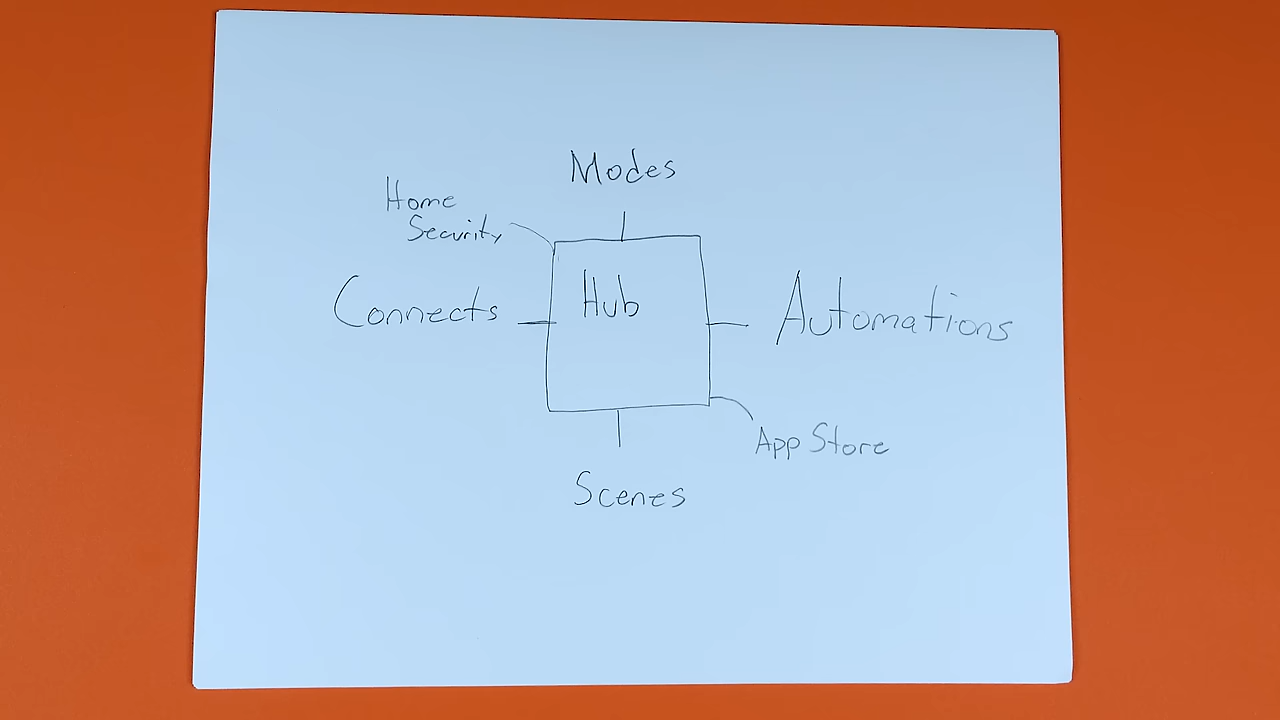 Modes
Home
Security
Connects
Hub
Automations
App Store
Scenes